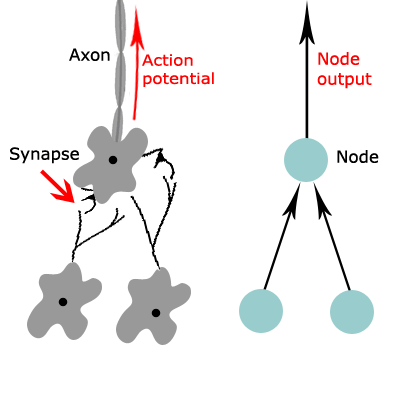 Axon
Action
potential
Synapse
Node
output
Node